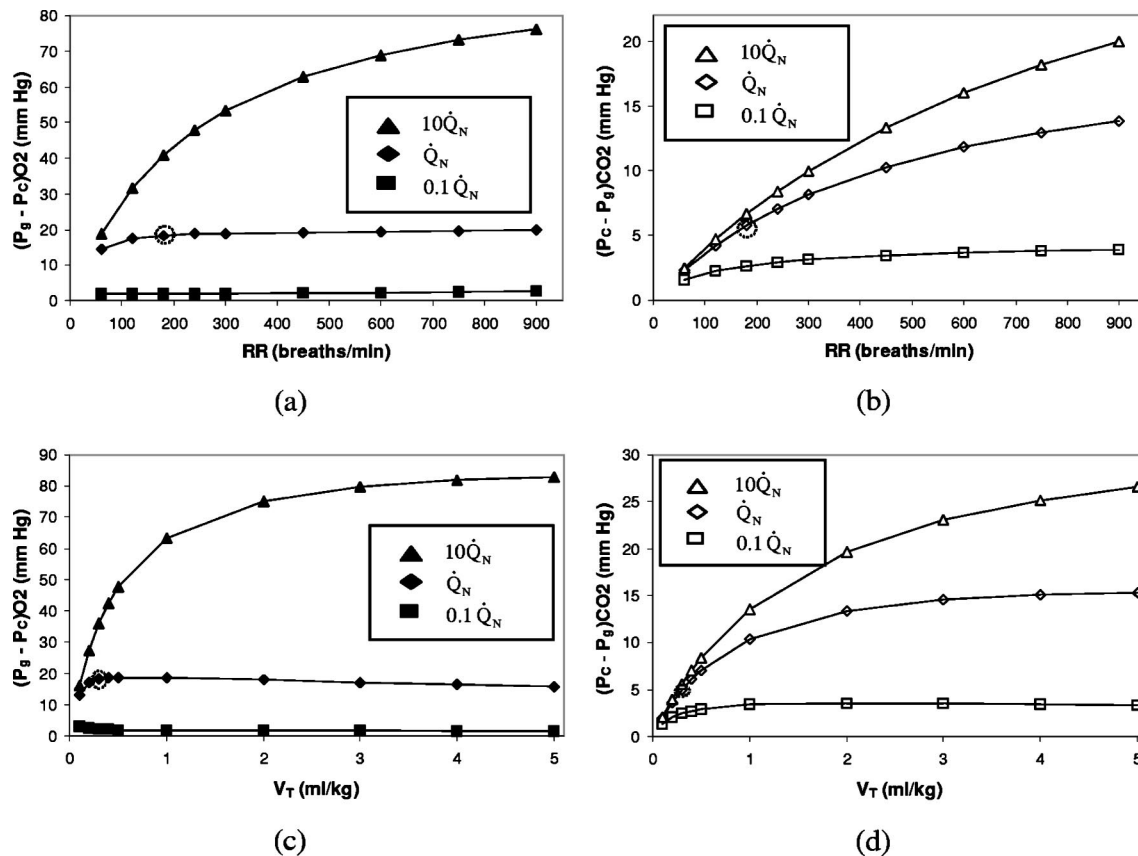 (Pg - Pc)O2 (mm Hg)
80
70
60
50
40
30
20
10
0
10Q̇N
Q̇N
0.1 Q̇N
0 100 200 300 400 500 600 700 800 900
RR (breaths/min)
(a)
(Pc - Pg)CO2 (mm Hg)
20
15
10
5
0
10Q̇N
Q̇N
0.1 Q̇N
0 100 200 300 400 500 600 700 800 900
RR (breaths/min)
(b)
(Pg - Pc)O2 (mm Hg)
90
80
70
60
50
40
30
20
10
0
10Q̇N
Q̇N
0.1 Q̇N
0 1 2 3 4 5
VT (ml/kg)
(c)
(Pc - Pg)CO2 (mm Hg)
30
25
20
15
10
5
0
10Q̇N
Q̇N
0.1 Q̇N
0 1 2 3 4 5
VT (ml/kg)
(d)